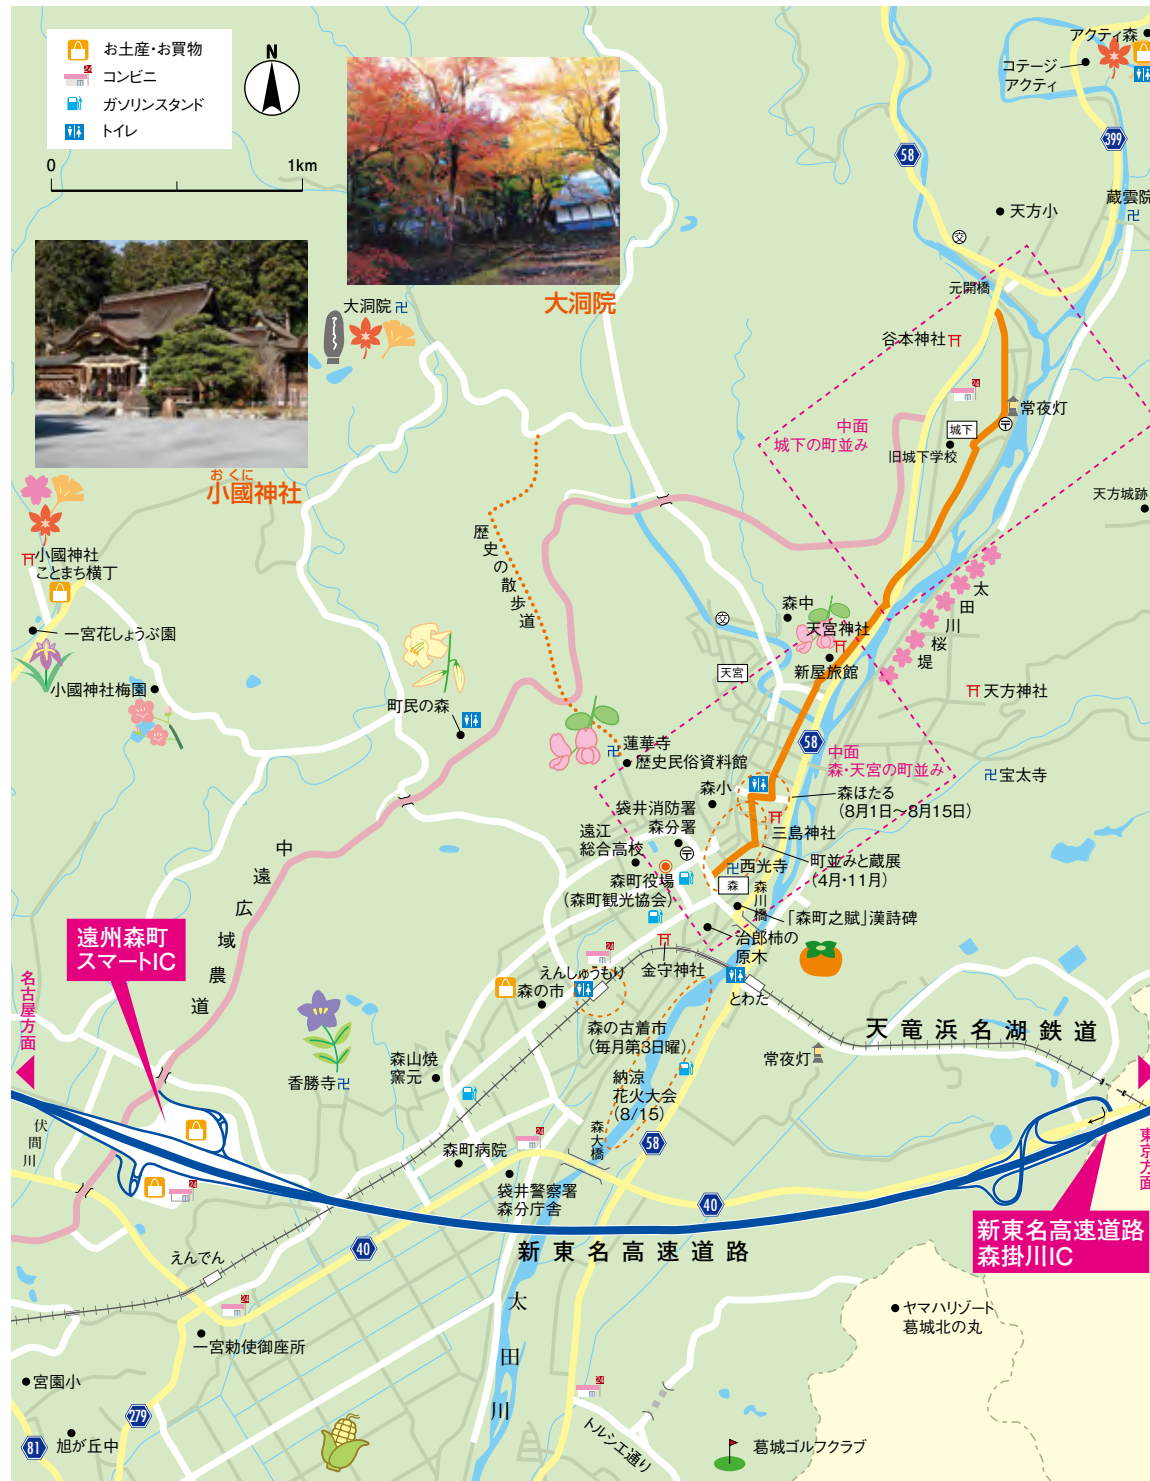 お土産・お買物
コンビニ
ガソリンスタンド
トイレ
N
0
1km
アクティ森
コテージ
アクティ
58
399
蔵雲院
天方小
元開橋
谷本神社
24
常夜灯
中面
城下の町並み
城下
旧城下学校
天方城跡
大洞院
大洞院
おくに
小國神社
小國神社
ことまち横丁
一宮花しょうぶ園
小國神社梅園
歴史の散歩道
町民の森
森中
天宮神社
新屋旅館
天宮
太田川桜堤
天方神社
蓮華寺
歴史民俗資料館
58
中面
森・天宮の町並み
宝太寺
森小
森ほたる
(8月1日〜8月15日)
袋井消防署
森分署
三島神社
遠江
総合高校
町並みと蔵展
(4月・11月)
西光寺
森町役場
(森町観光協会)
森
森川橋
「森町之賦」漢詩碑
治郎柿の
原木
金守神社
24
えんしゅうもり
森の市
とわた
森の古着市
(毎月第3日曜)
天竜浜名湖鉄道
常夜灯
中遠広域農道
遠州森町
スマートIC
名古屋方面
香勝寺
森山焼
窯元
納涼
花火大会
(8/15)
森大橋
58
伏間川
24
森町病院
袋井警察署
森分庁舎
24
40
40
新東名高速道路
東京方面
新東名高速道路
森掛川IC
えんでん
24
一宮勅使御座所
太田川
ヤマハリゾート
葛城北の丸
宮園小
279
81
旭が丘中
24
トルシエ通り
葛城ゴルフクラブ